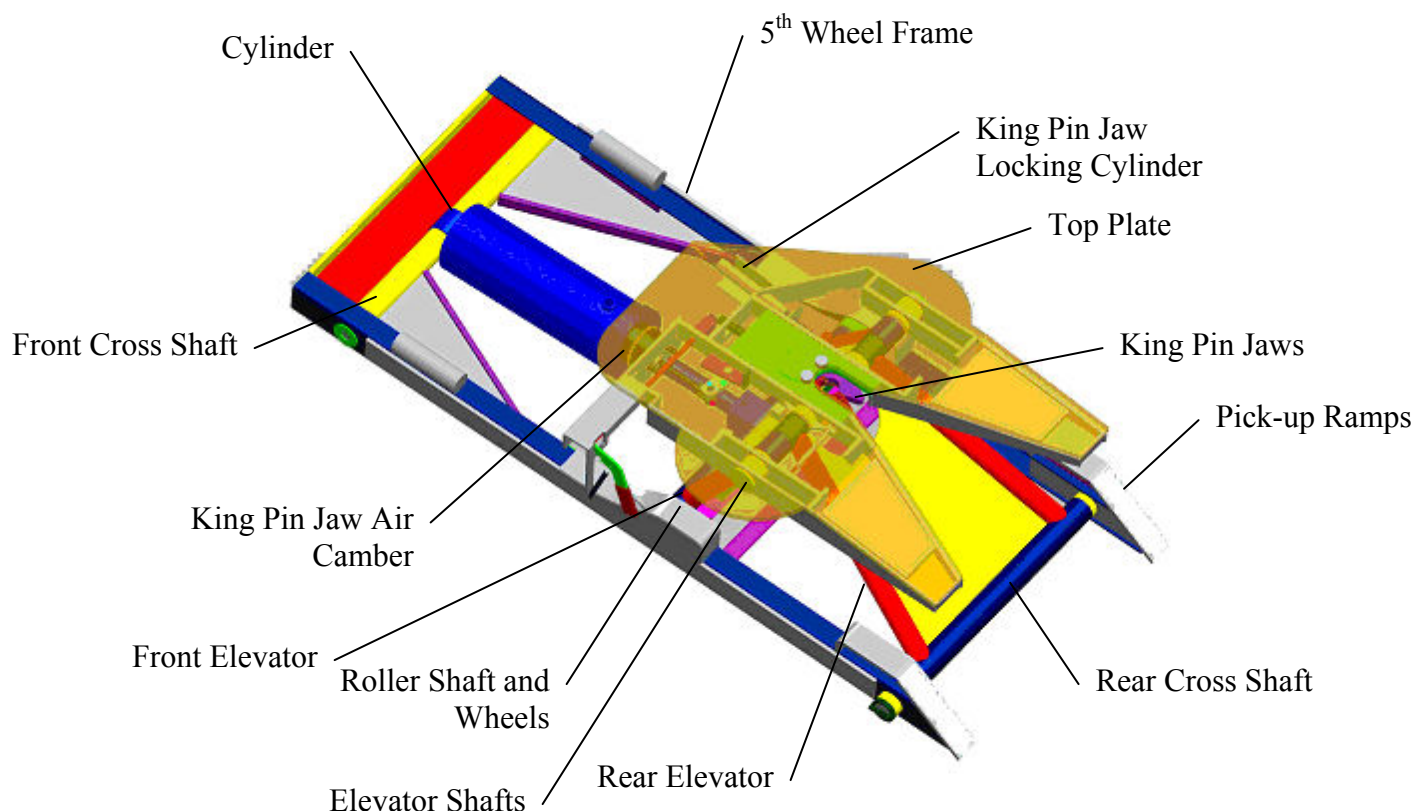 Cylinder
5th Wheel Frame
King Pin Jaw
Locking Cylinder
Top Plate
Front Cross Shaft
King Pin Jaws
Pick-up Ramps
King Pin Jaw Air
Camber
Front Elevator
Roller Shaft and
Wheels
Rear Cross Shaft
Rear Elevator
Elevator Shafts